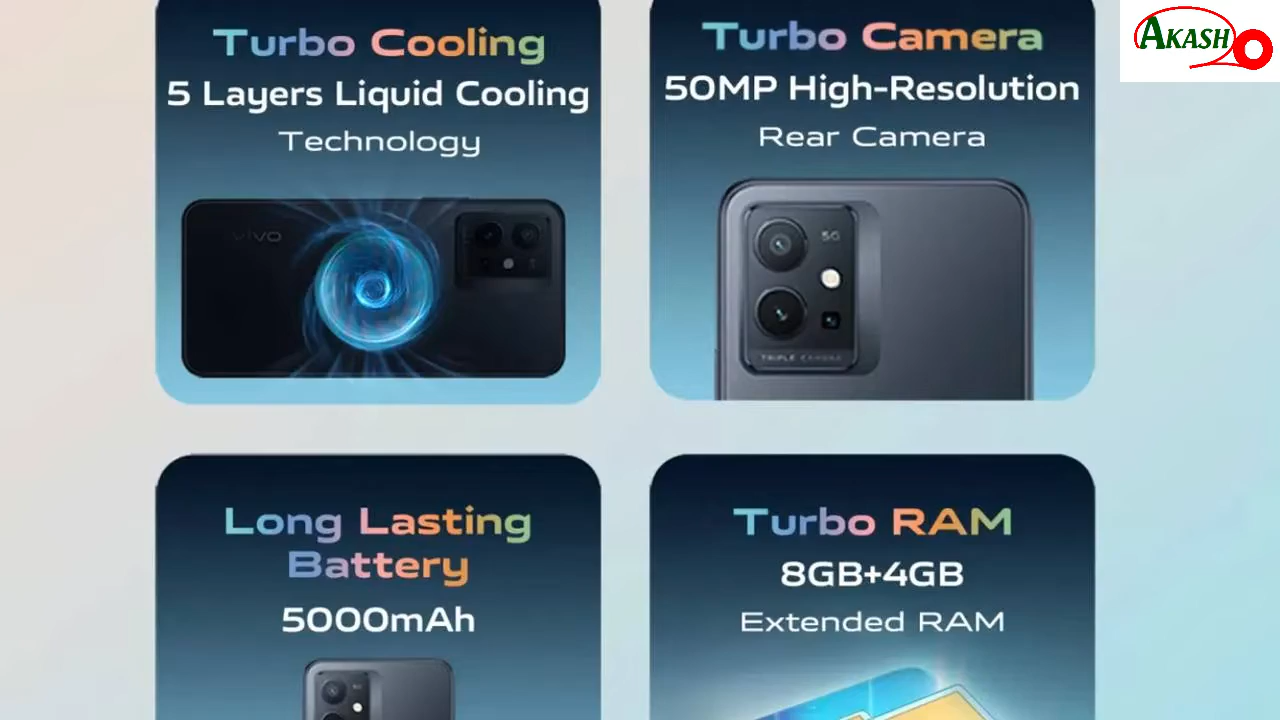 Turbo Cooling
5 Layers Liquid Cooling
Technology
vivo
Turbo Camera
50MP High-Resolution
Rear Camera
5G
TRIPLE CAMERA
AKASH
Long Lasting
Battery
5000mAh
5G
Turbo RAM
8GB+4GB
Extended RAM